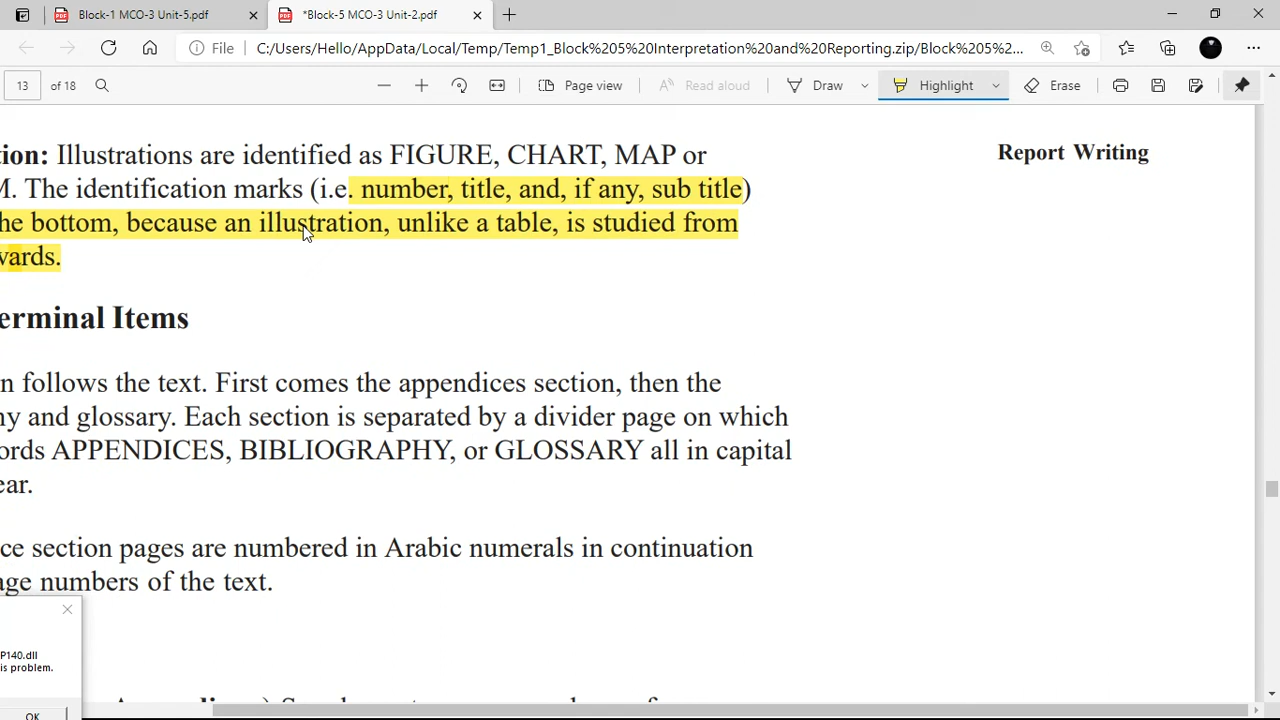 Block-1 MCO-3 Unit-5.pdf
*Block-5 MCO-3 Unit-2.pdf
File
C:/Users/Hello/AppData/Local/Temp/Temp1_Block%205%20Interpretation%20and%20Reporting.zip/Block%205%2...
13 of 18
Page view
Read aloud
Draw
Highlight
Erase
tion: Illustrations are identified as FIGURE, CHART, MAP or
Report Writing
M. The identification marks (i.e. number, title, and, if any, sub title)
he bottom, because an illustration, unlike a table, is studied from
wards.
erminal Items
n follows the text. First comes the appendices section, then the
hy and glossary. Each section is separated by a divider page on which
ords APPENDICES, BIBLIOGRAPHY, or GLOSSARY all in capital
ear.
ce section pages are numbered in Arabic numerals in continuation
age numbers of the text.
P140.dll
is problem.
OK